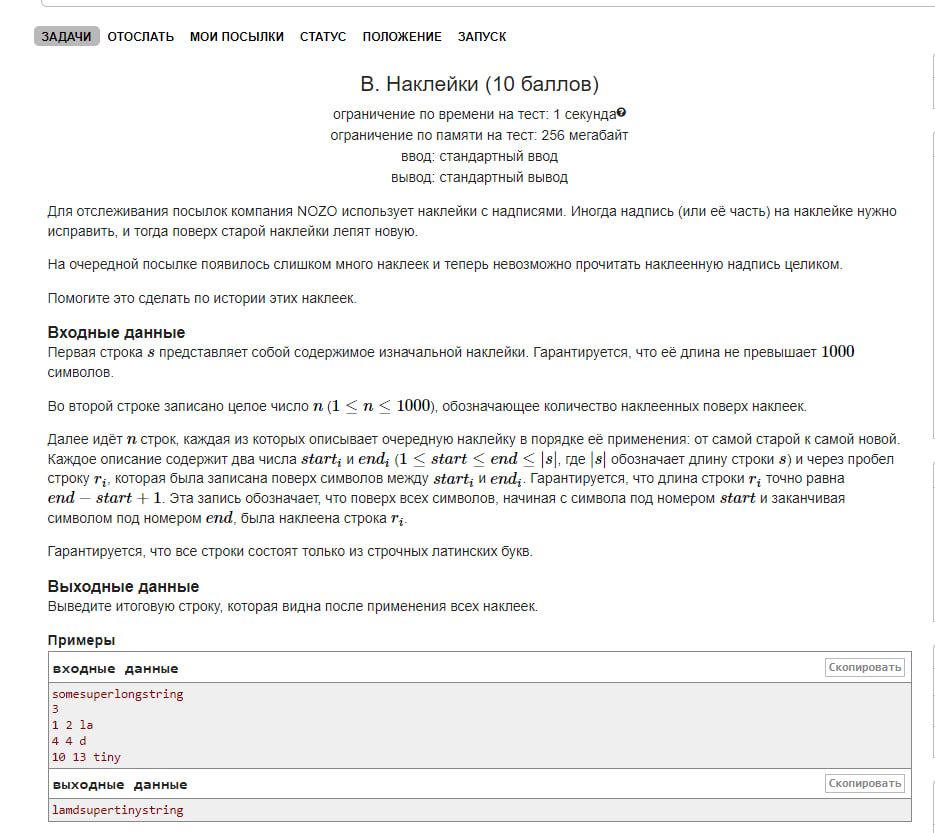 ЗАДАЧИ ОТОСЛАТЬ МОИ ПОСЫЛКИ СТАТУС ПОЛОЖЕНИЕ ЗАПУСК
B. Наклейки (10 баллов)
ограничение по времени на тест: 1 секунда?
ограничение по памяти на тест: 256 мегабайт
ввод: стандартный ввод
вывод: стандартный вывод
Для отслеживания посылок компания NOZO использует наклейки с надписями. Иногда надпись (или её часть) на наклейке нужно
исправить, и тогда поверх старой наклейки лепят новую.
На очередной посылке появилось слишком много наклеек и теперь невозможно прочитать наклеенную надпись целиком.
Помогите это сделать по истории этих наклеек.
Входные данные
Первая строка s представляет собой содержимое изначальной наклейки. Гарантируется, что её длина не превышает 1000
символов.
Во второй строке записано целое число n (1 ≤ n ≤ 1000), обозначающее количество наклеенных поверх наклеек.
Далее идёт n строк, каждая из которых описывает очередную наклейку в порядке её применения: от самой старой к самой новой.
Каждое описание содержит два числа start_i и end_i (1 ≤ start ≤ end ≤ |s|, где |s| обозначает длину строки s) и через пробел
строку r_i, которая была записана поверх символов между start_i и end_i. Гарантируется, что длина строки r_i точно равна
end − start + 1. Эта запись обозначает, что поверх всех символов, начиная с символа под номером start и заканчивая
символом под номером end, была наклеена строка r_i.
Гарантируется, что все строки состоят только из строчных латинских букв.
Выходные данные
Выведите итоговую строку, которая видна после применения всех наклеек.
Примеры
входные данные Скопировать
somesuperlongstring
3
1 2 la
4 4 d
10 13 tiny
выходные данные Скопировать
lamdsupertinystring